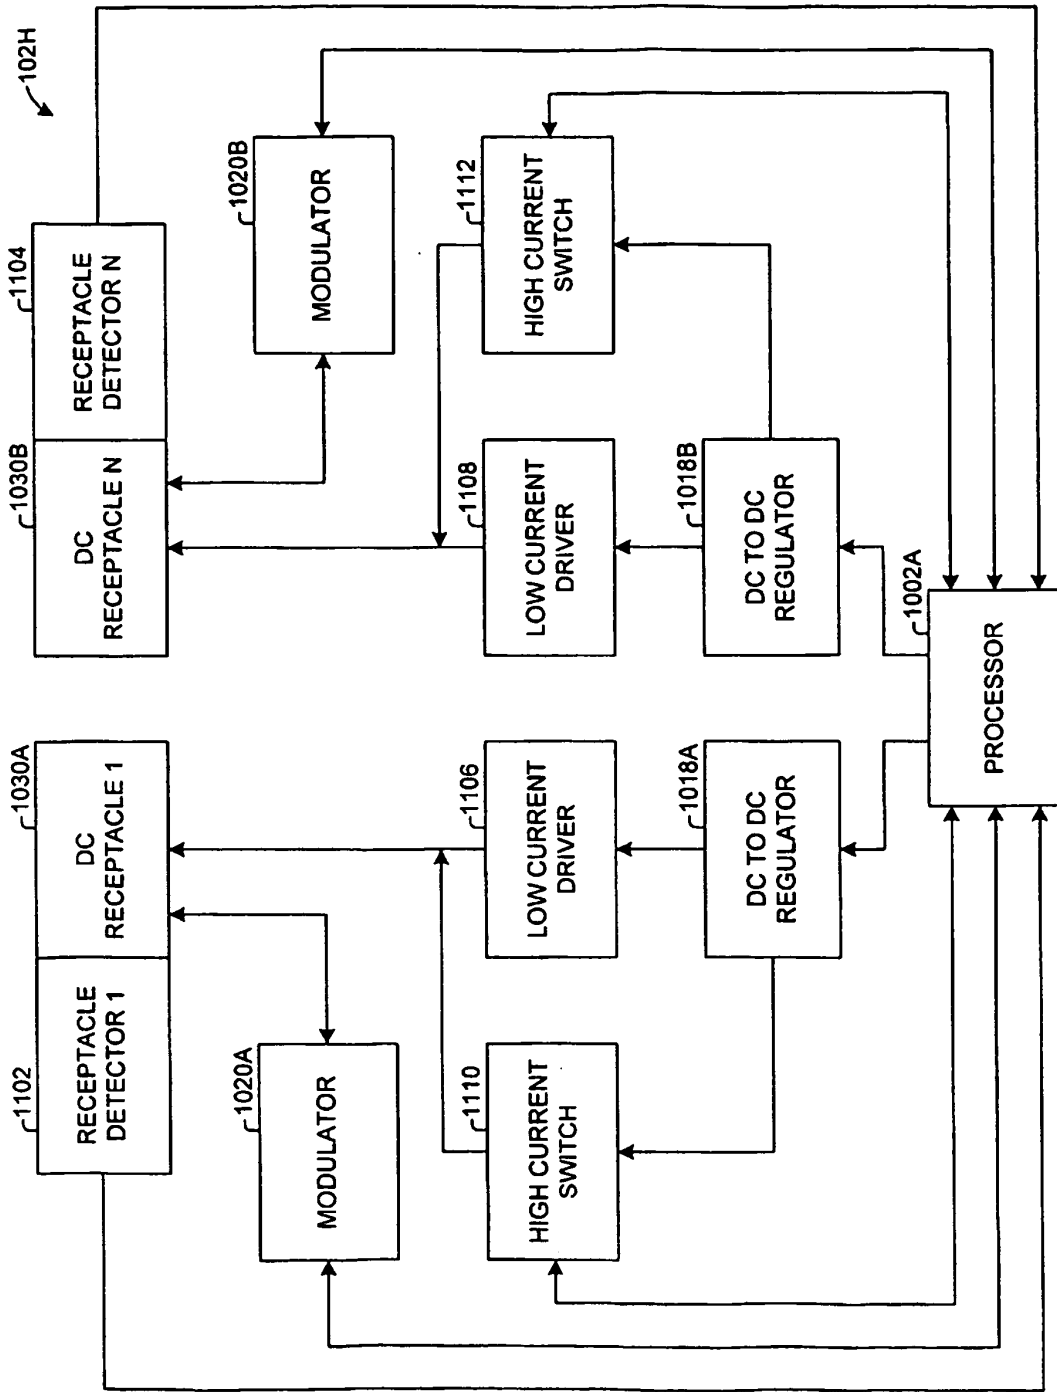 102H
1102
RECEPTACLE
DETECTOR 1
1030A
DC
RECEPTACLE 1
1030B
DC
RECEPTACLE N
1104
RECEPTACLE
DETECTOR N
1020A
MODULATOR
1020B
MODULATOR
1110
HIGH CURRENT
SWITCH
1106
LOW CURRENT
DRIVER
1108
LOW CURRENT
DRIVER
1112
HIGH CURRENT
SWITCH
1018A
DC TO DC
REGULATOR
1018B
DC TO DC
REGULATOR
1002A
PROCESSOR